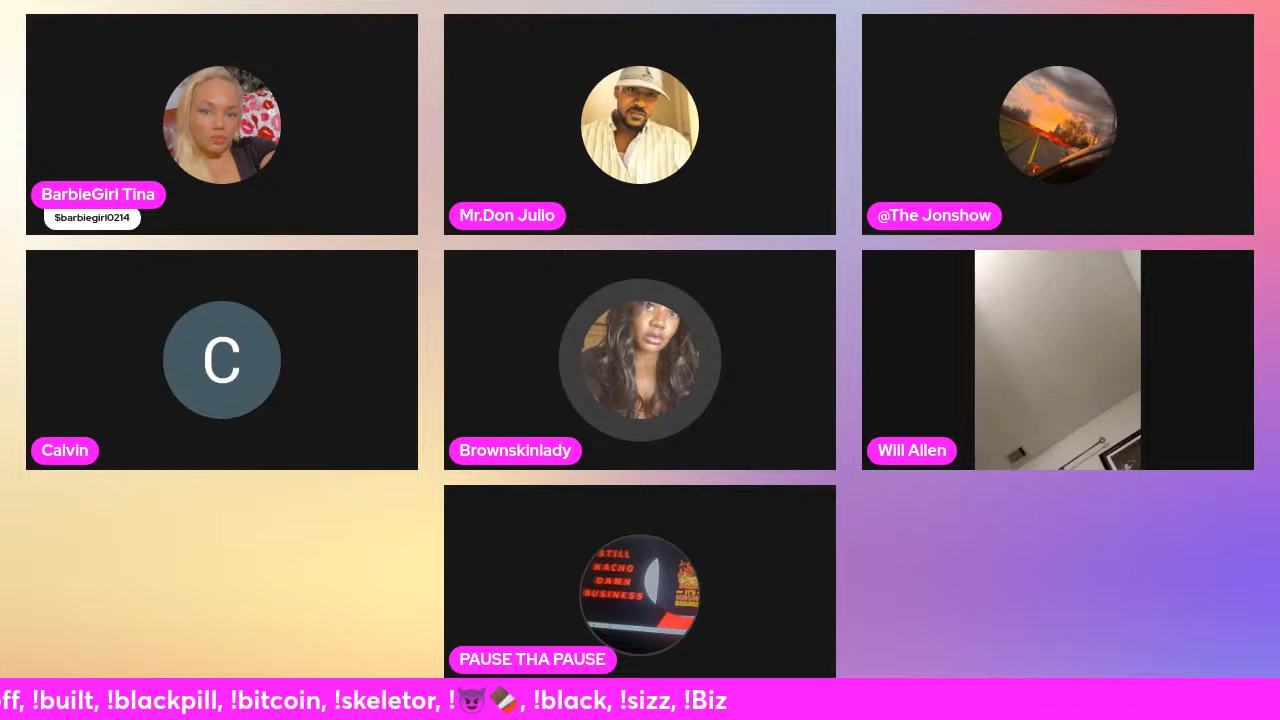 BarbieGirl Tina
$barbiegirl0214
Mr.Don Julio
@The Jonshow
C
Calvin
Brownskinlady
Will Allen
STILL
NACHO
DAMN
BUSINESS
PAUSE THA PAUSE
off, !built, !blackpill, !bitcoin, !skeletor, !😈🍫, !black, !sizz, !Biz